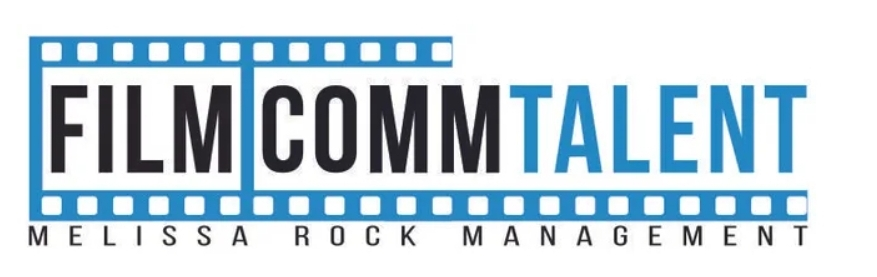 FILMCOMMTALENT
MELISSA ROCK MANAGEMENT